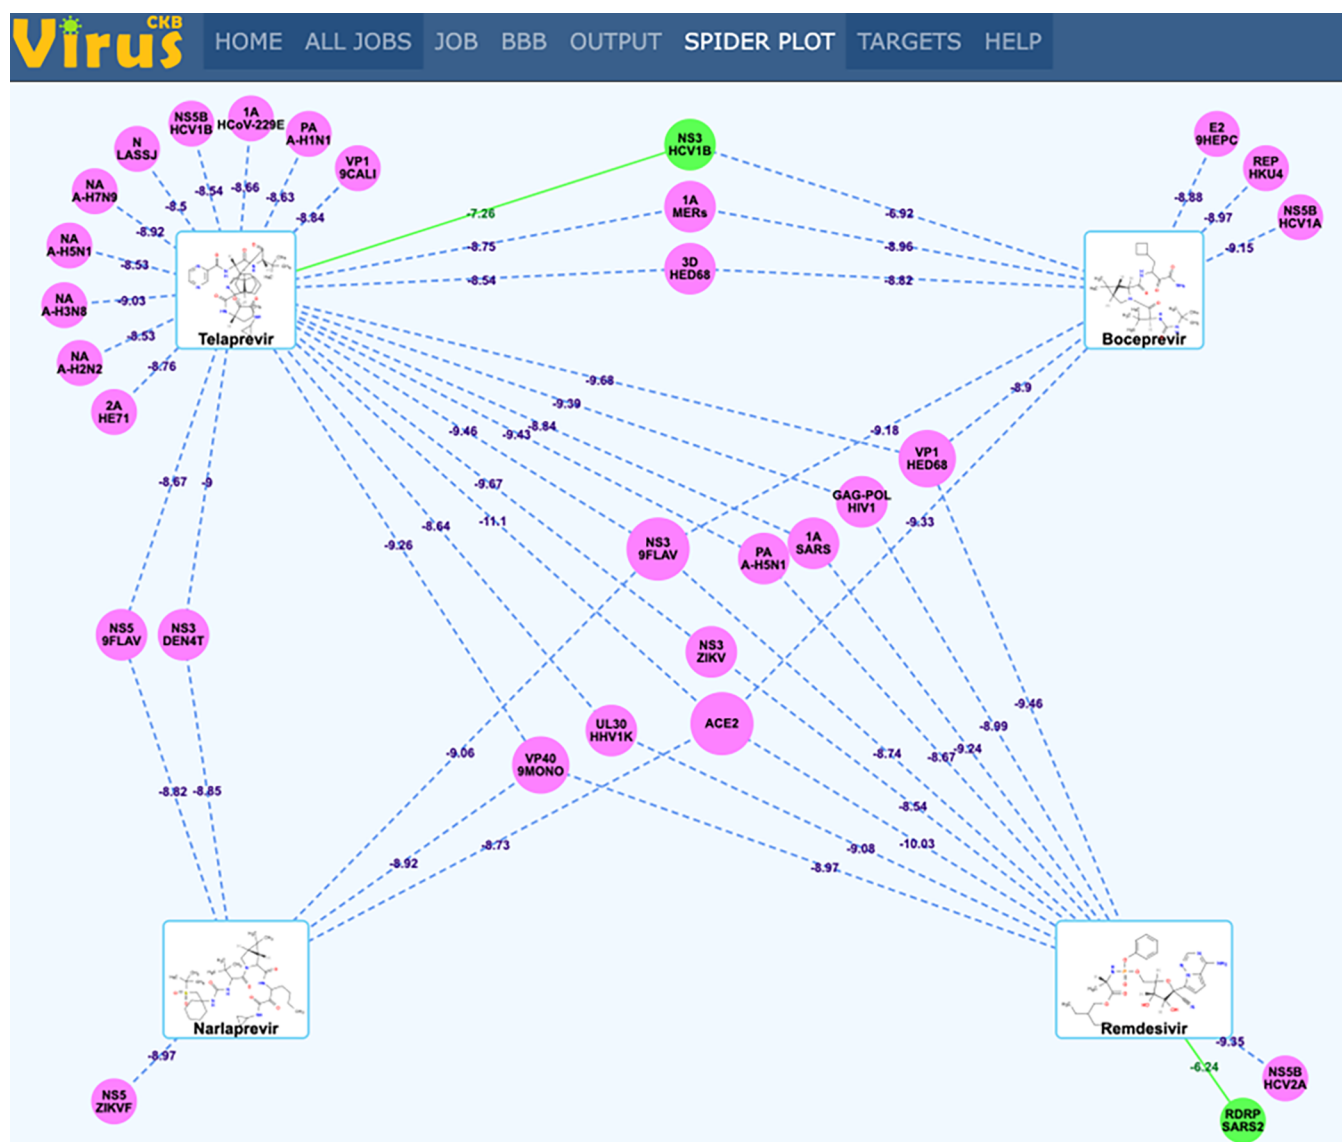 Virus CKB
HOME ALL JOBS JOB BBB OUTPUT SPIDER PLOT TARGETS HELP
NS5B
HCV1B
1A
HCoV-229E
PA
A-H1N1
N
LASSJ
VP1
9CALI
NA
A-H7N9
NA
A-H5N1
NA
A-H3N8
NA
A-H2N2
2A
HE71
-8.54
-8.66
-8.63
-8.5
-8.84
-8.92
-8.53
-9.03
-8.53
-8.76
Telaprevir
NS3
HCV1B
1A
MERs
3D
HED68
-7.26
-6.92
-8.75
-8.96
-8.54
-8.82
E2
9HEPC
REP
HKU4
NS5B
HCV1A
-8.88
-8.97
-9.15
Boceprevir
-9.68
-9.39
-8.84
-9.43
-9.46
-9.67
-11.1
-8.64
-9.26
-8.9
-9.18
-9.33
-8.67
-9
VP1
HED68
GAG-POL
HIV1
1A
SARS
PA
A-H5N1
NS3
9FLAV
NS5
9FLAV
NS3
DEN4T
NS3
ZIKV
ACE2
UL30
HHV1K
VP40
9MONO
-9.46
-8.99
-9.24
-8.67
-8.74
-9.06
-8.82
-8.85
-8.54
-10.03
-9.08
-8.97
-8.73
-8.92
Narlaprevir
Remdesivir
-8.97
NS5
ZIKVF
-9.35
-6.24
NS5B
HCV2A
RDRP
SARS2